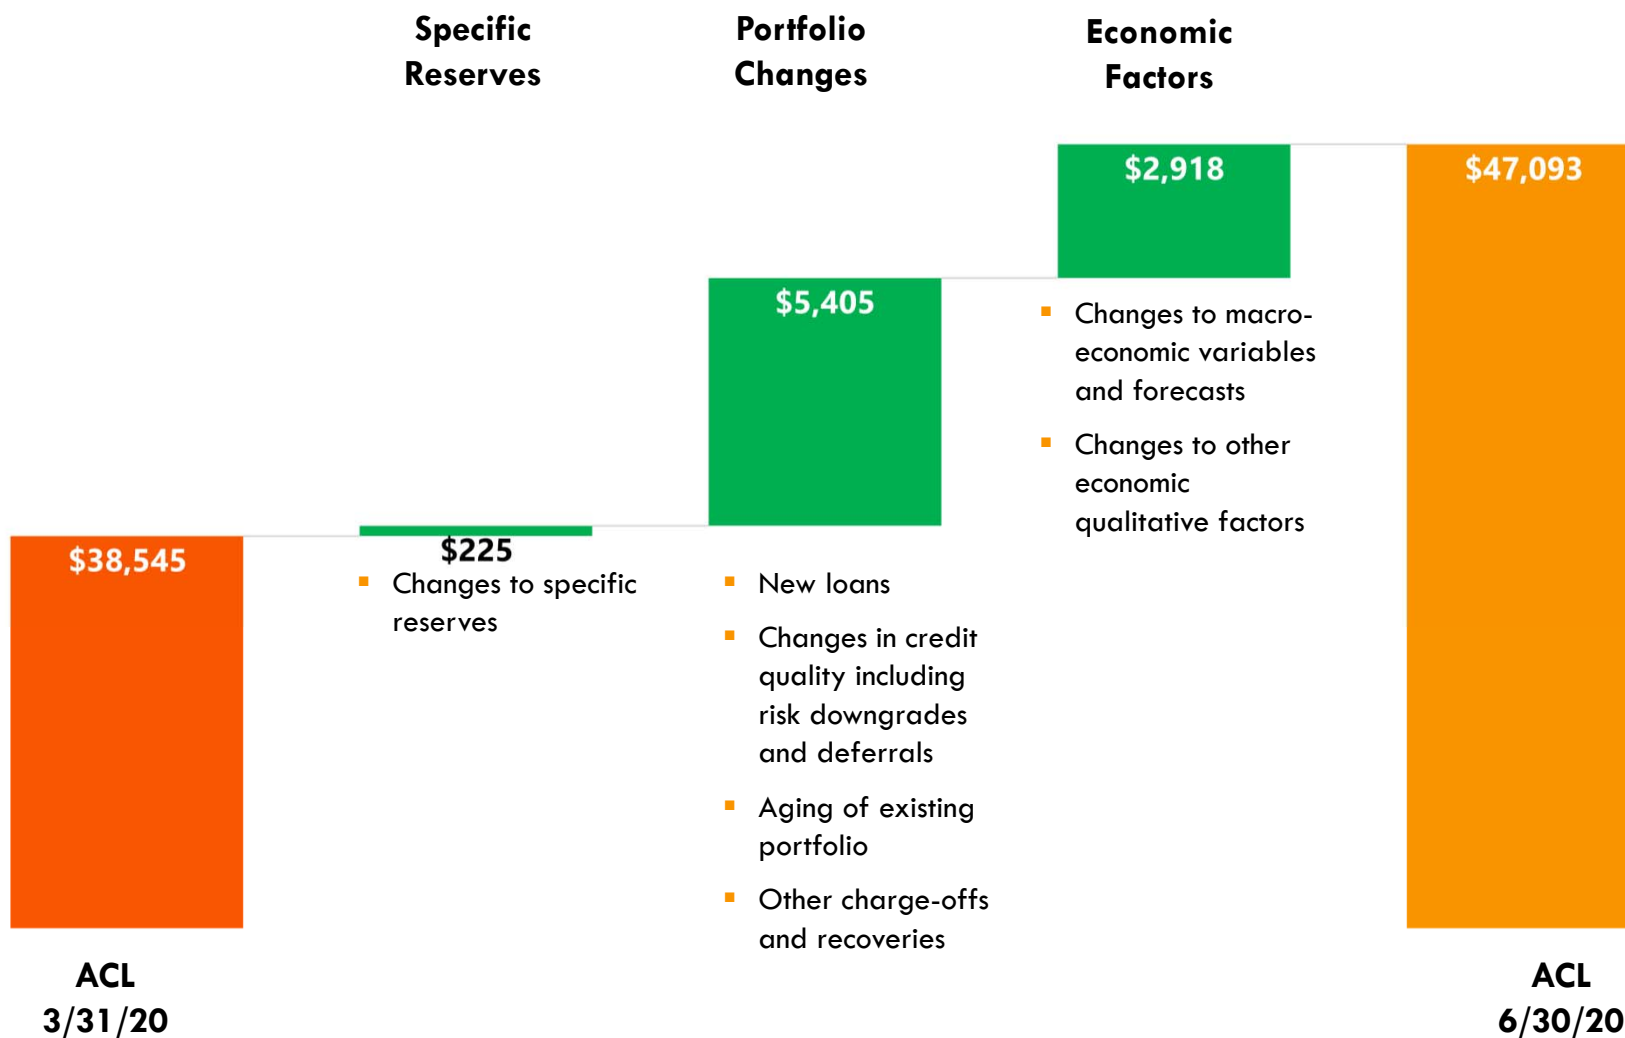 Specific
Reserves
Portfolio
Changes
Economic
Factors
$38,545
$225
$5,405
$2,918
$47,093
▪ Changes to specific
reserves
▪ New loans
▪ Changes in credit
quality including
risk downgrades
and deferrals
▪ Aging of existing
portfolio
▪ Other charge-offs
and recoveries
▪ Changes to macro-
economic variables
and forecasts
▪ Changes to other
economic
qualitative factors
ACL
3/31/20
ACL
6/30/20